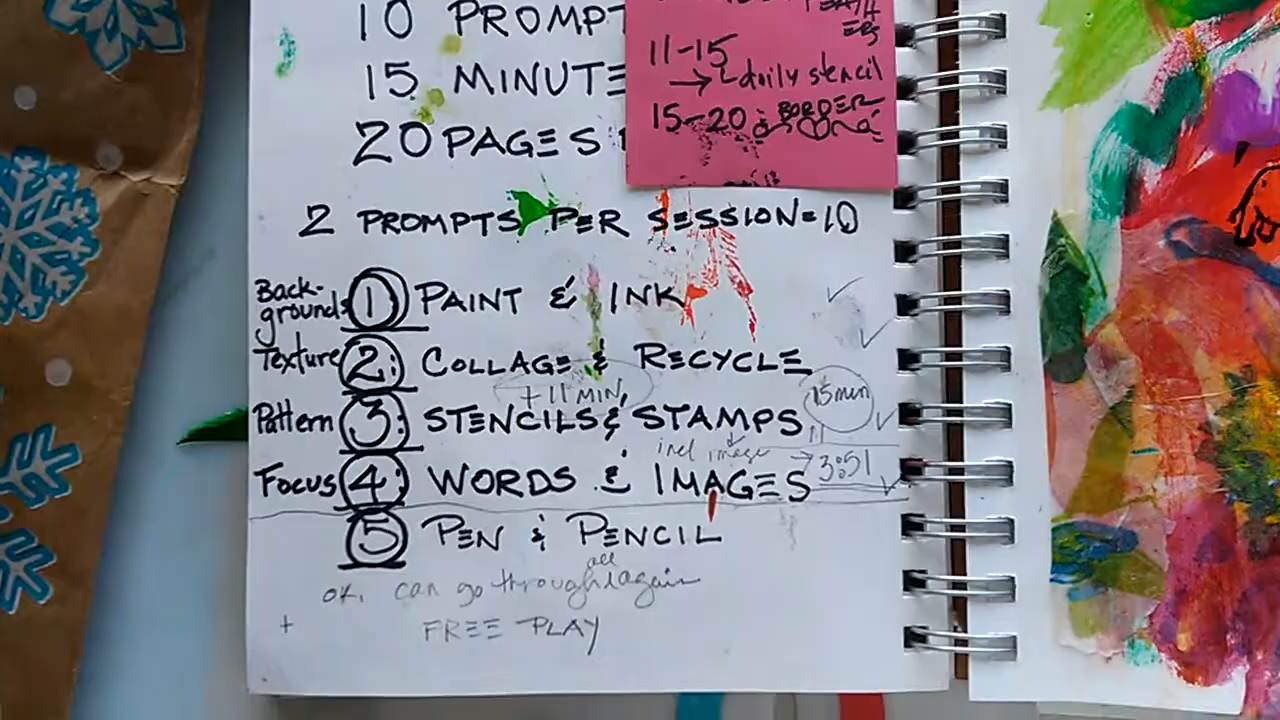 10 PROMPT
15 MINUTE
20 PAGES
11-15
→ daily stencil
15-20 BORDER
2 PROMPTS PER SESSION=10
Back-
grounds 1) PAINT & INK
Texture 2: COLLAGE & RECYCLE
+ 11 MIN,
15 min
Pattern 3: STENCILS & STAMPS
incl image → 3:51
Focus 4: WORDS & IMAGES
5 PEN & PENCIL
ok, can go through all again
+ FREE PLAY